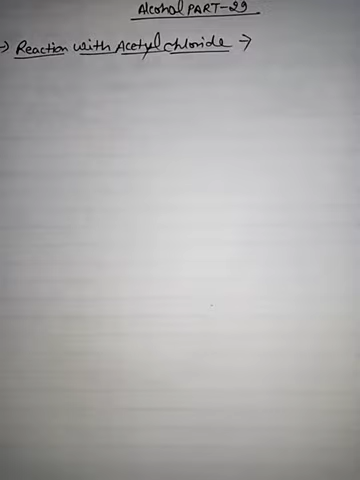 Alcohol PART-29
→ Reaction with Acetyl chloride →